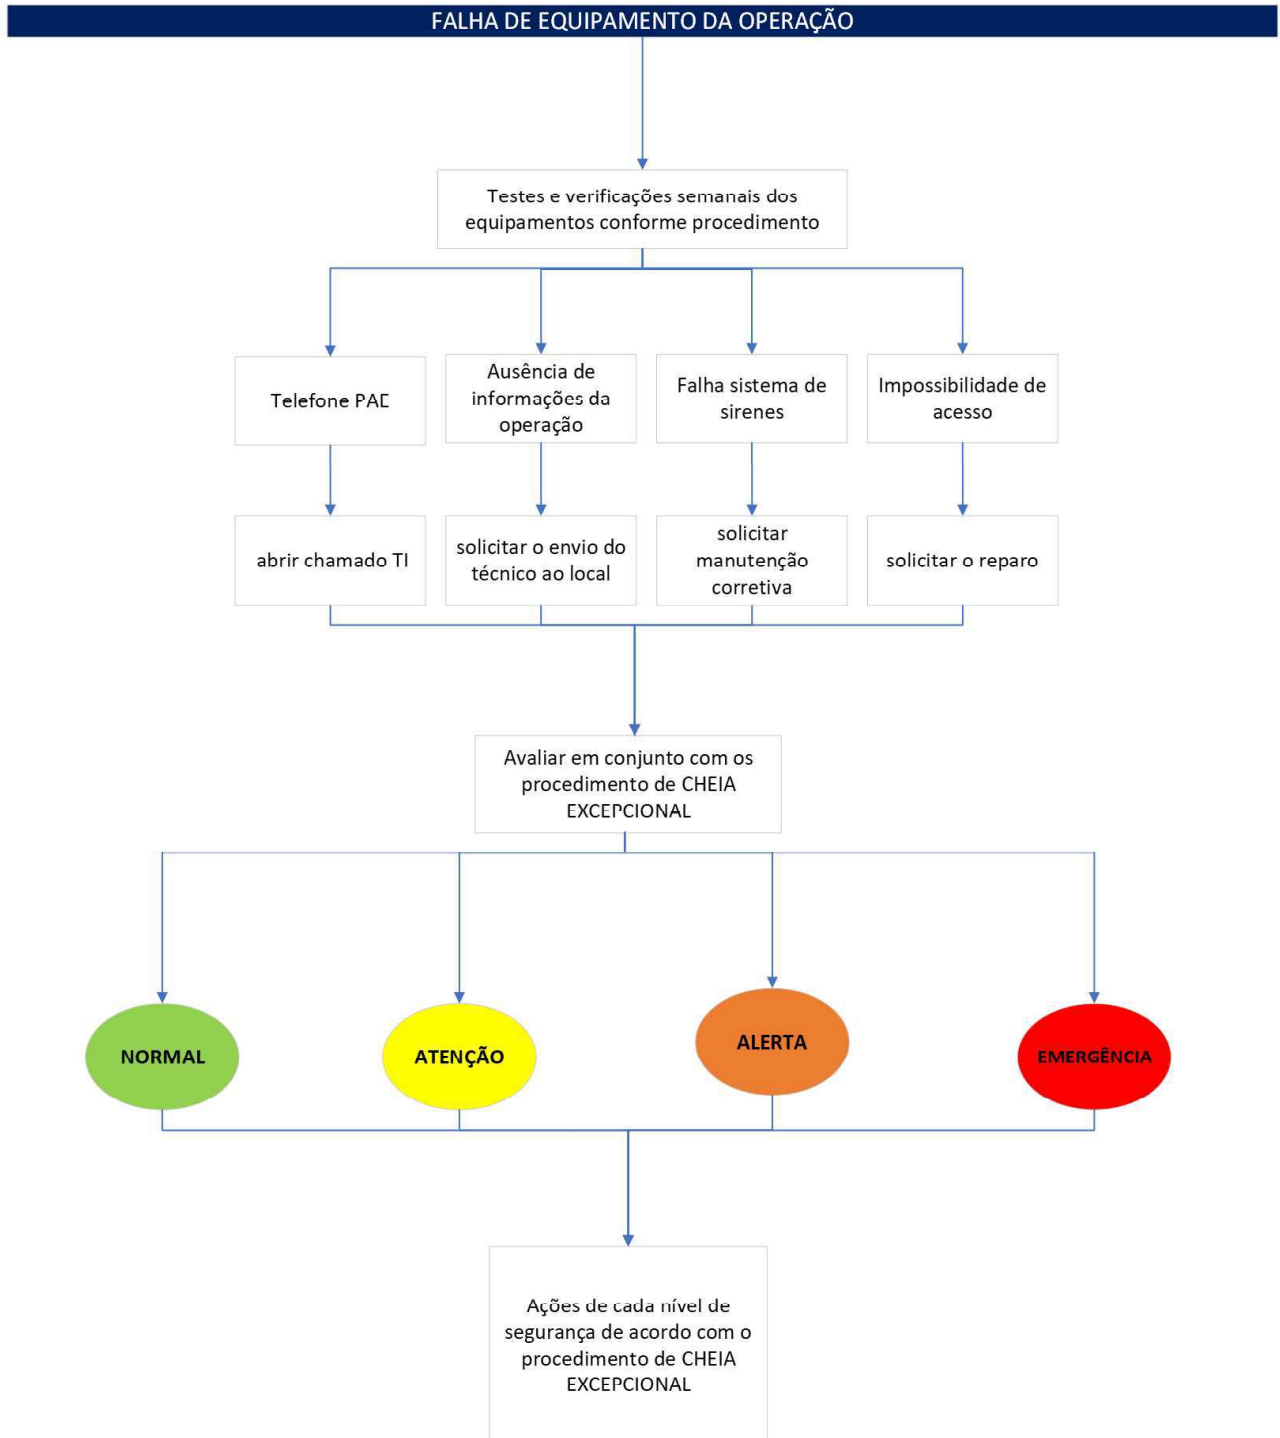 FALHA DE EQUIPAMENTO DA OPERAÇÃO
Testes e verificações semanais dos
equipamentos conforme procedimento
Telefone PAE
Ausência de
informações da
operação
Falha sistema de
sirenes
Impossibilidade de
acesso
abrir chamado TI
solicitar o envio do
técnico ao local
solicitar
manutenção
corretiva
solicitar o reparo
Avaliar em conjunto com os
procedimento de CHEIA
EXCEPCIONAL
NORMAL
ATENÇÃO
ALERTA
EMERGÊNCIA
Ações de cada nível de
segurança de acordo com o
procedimento de CHEIA
EXCEPCIONAL